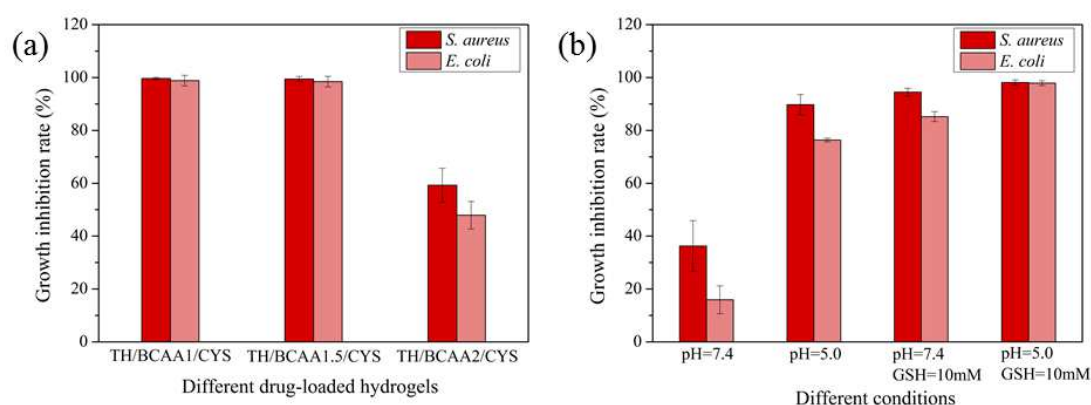 (a)
120
100
80
60
40
20
0
Growth inhibition rate (%)
S. aureus
E. coli
TH/BCAA1/CYS TH/BCAA1.5/CYS TH/BCAA2/CYS
Different drug-loaded hydrogels
(b)
120
100
80
60
40
20
0
Growth inhibition rate (%)
S. aureus
E. coli
pH=7.4 pH=5.0 pH=7.4 pH=5.0
GSH=10mM GSH=10mM
Different conditions